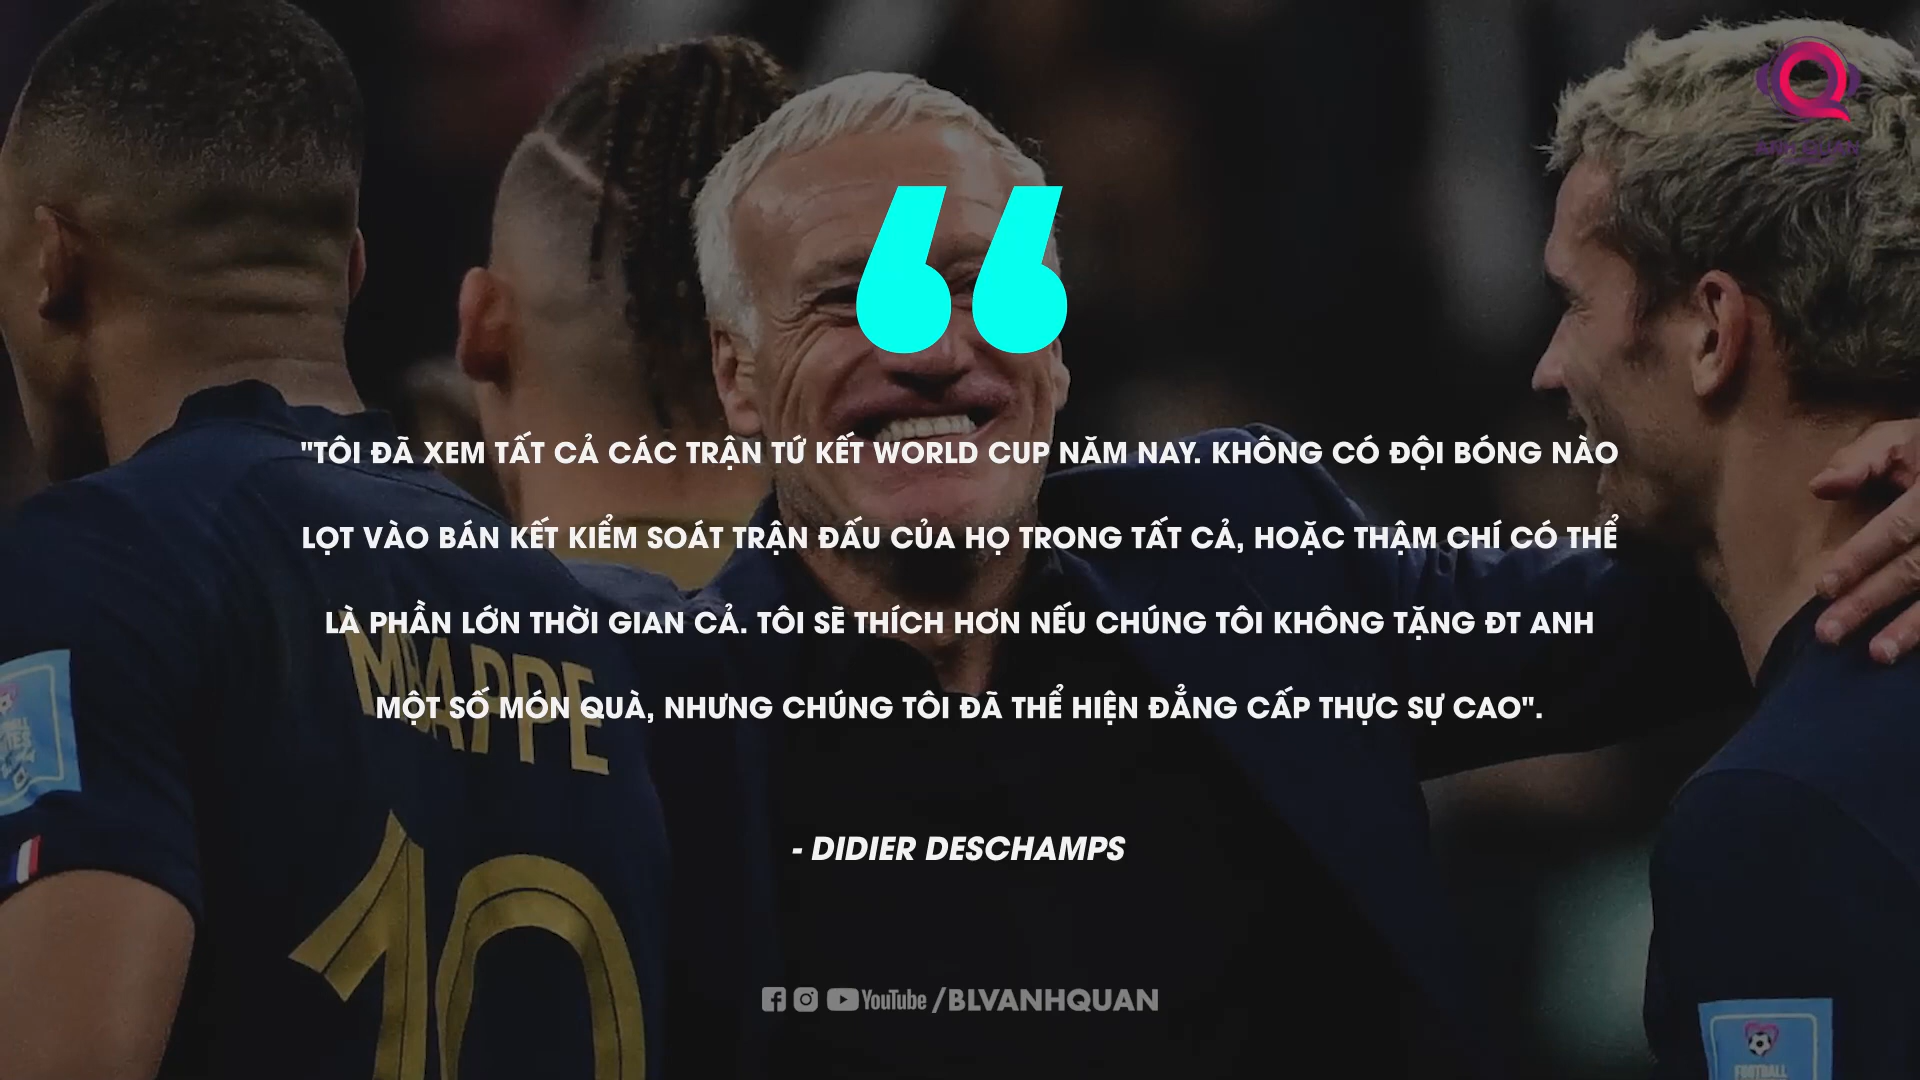 ANH QUAN
"TÔI ĐÃ XEM TẤT CẢ CÁC TRẬN TỨ KẾT WORLD CUP NĂM NAY. KHÔNG CÓ ĐỘI BÓNG NÀO
LỌT VÀO BÁN KẾT KIỂM SOÁT TRẬN ĐẤU CỦA HỌ TRONG TẤT CẢ, HOẶC THẬM CHÍ CÓ THỂ
LÀ PHẦN LỚN THỜI GIAN CẢ. TÔI SẼ THÍCH HƠN NẾU CHÚNG TÔI KHÔNG TẶNG ĐT ANH
MỘT SỐ MÓN QUÀ, NHƯNG CHÚNG TÔI ĐÃ THỂ HIỆN ĐẲNG CẤP THỰC SỰ CAO".
MBAPPE
10
- DIDIER DESCHAMPS
YouTube /BLVANHQUAN
FOOTBALL